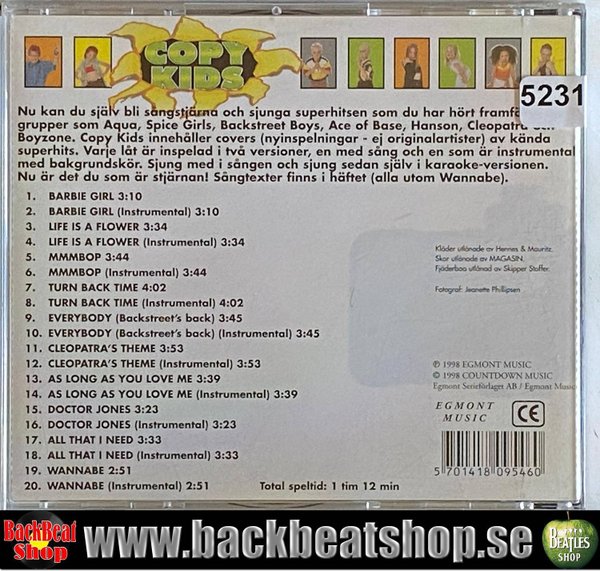 COPY
KIDS
5231
Nu kan du själv bli sångstjärna och sjunga superhitsen som du har hört framf
grupper som Aqua, Spice Girls, Backstreet Boys, Ace of Base, Hanson, Cleopatra och
Boyzone. Copy Kids innehåller covers (nyinspelningar - ej originalartister) av kända
superhits. Varje låt är inspelad i två versioner, en med sång och en som är instrumental
med bakgrundskör. Sjung med i sången och sjung sedan själv i karaoke-versionen.
Nu är det du som är stjärnan! Sångtexter finns i häftet (alla utom Wannabe).
1. BARBIE GIRL 3:10
2. BARBIE GIRL (Instrumental) 3:10
3. LIFE IS A FLOWER 3:34
4. LIFE IS A FLOWER (Instrumental) 3:34
5. MMMBOP 3:44
6. MMMBOP (Instrumental) 3:44
7. TURN BACK TIME 4:02
8. TURN BACK TIME (Instrumental) 4:02
9. EVERYBODY (Backstreet's back) 3:45
10. EVERYBODY (Backstreet's back) (Instrumental) 3:45
11. CLEOPATRA'S THEME 3:53
12. CLEOPATRA'S THEME (Instrumental) 3:53
13. AS LONG AS YOU LOVE ME 3:39
14. AS LONG AS YOU LOVE ME (Instrumental) 3:39
15. DOCTOR JONES 3:23
16. DOCTOR JONES (Instrumental) 3:23
17. ALL THAT I NEED 3:33
18. ALL THAT I NEED (Instrumental) 3:33
19. WANNABE 2:51
20. WANNABE (Instrumental) 2:51
Total speltid: 1 tim 12 min
Kläder utlånade av Hennes & Mauritz.
Skor utlånade av MAGASIN.
Fjäderboa utlånad av Skipper Stoffer.
Fotograf: Jeanette Phillipsen
℗ 1998 EGMONT MUSIC
© 1998 COUNTDOWN MUSIC
Egmont Serieförlaget AB / Egmont Music
EGMONT
MUSIC
CE
5 701418 095460
BackBeat
Shop
www.backbeatshop.se
BEATLES
SHOP